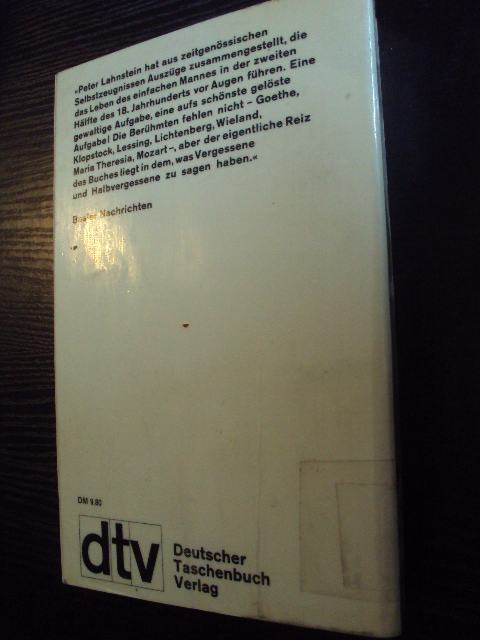 »Peter Lahnstein hat aus zeitgenössischen
Selbstzeugnissen Auszüge zusammengestellt, die
das Leben des einfachen Mannes in der zweiten
Hälfte des 18. Jahrhunderts vor Augen führen. Eine
gewaltige Aufgabe, eine aufs schönste gelöste
Aufgabe! Die Berühmten fehlen nicht – Goethe,
Klopstock, Lessing, Lichtenberg, Wieland,
Maria Theresia, Mozart –, aber der eigentliche Reiz
des Buches liegt in dem, was Vergessene
und Halbvergessene zu sagen haben.«
Basler Nachrichten
DM 9.80
dtv
Deutscher
Taschenbuch
Verlag